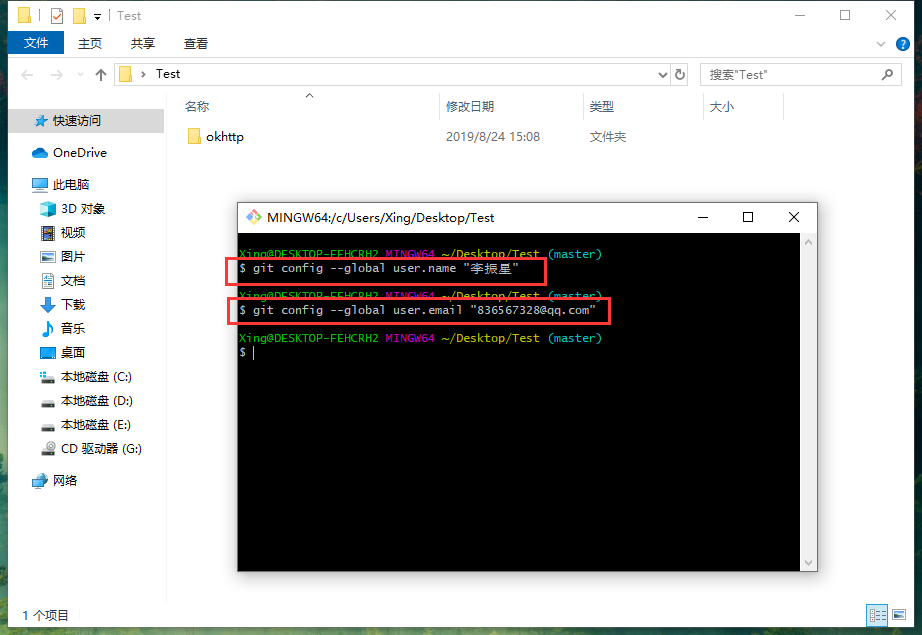 Test
文件 主页 共享 查看
Test
搜索"Test"
名称 修改日期 类型 大小
okhttp 2019/8/24 15:08 文件夹
快速访问
OneDrive
此电脑
3D 对象
视频
图片
文档
下载
音乐
桌面
本地磁盘 (C:)
本地磁盘 (D:)
本地磁盘 (E:)
CD 驱动器 (G:)
网络
MINGW64:/c/Users/Xing/Desktop/Test
Xing@DESKTOP-FEHCRH2 MINGW64 ~/Desktop/Test (master)
$ git config --global user.name "李振星"
Xing@DESKTOP-FEHCRH2 MINGW64 ~/Desktop/Test (master)
$ git config --global user.email "836567328@qq.com"
Xing@DESKTOP-FEHCRH2 MINGW64 ~/Desktop/Test (master)
$
1 个项目